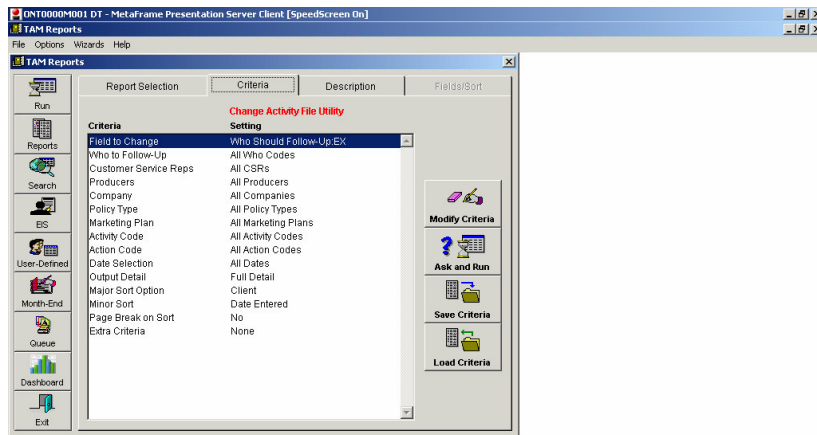 ONT0000M001 DT - MetaFrame Presentation Server Client [SpeedScreen On]
TAM Reports
File Options Wizards Help
TAM Reports
Run
Reports
Search
EIS
User-Defined
Month-End
Queue
Dashboard
Exit
Report Selection Criteria Description Fields/Sort
Change Activity File Utility
Criteria Setting
Field to Change Who Should Follow-Up:EX
Who to Follow-Up All Who Codes
Customer Service Reps All CSRs
Producers All Producers
Company All Companies
Policy Type All Policy Types
Marketing Plan All Marketing Plans
Activity Code All Activity Codes
Action Code All Action Codes
Date Selection All Dates
Output Detail Full Detail
Major Sort Option Client
Minor Sort Date Entered
Page Break on Sort No
Extra Criteria None
Modify Criteria
Ask and Run
Save Criteria
Load Criteria